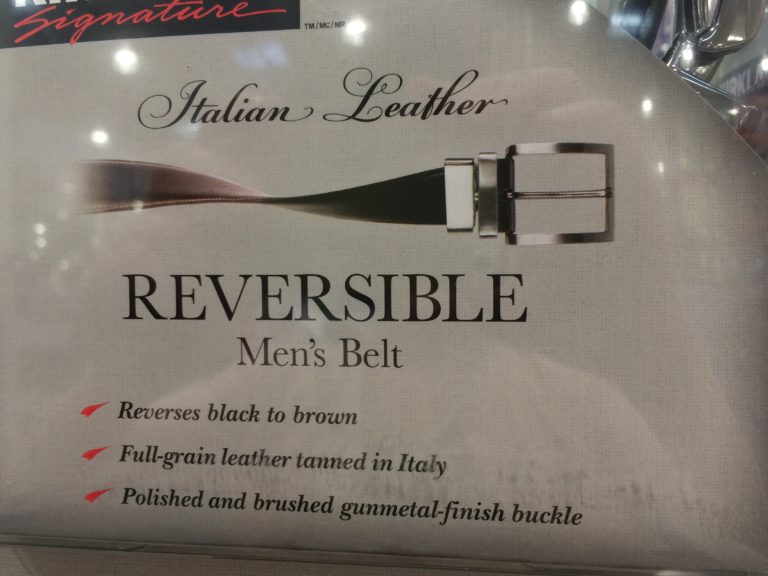 Signature
TM/MC/MR
Italian Leather
REVERSIBLE
Men's Belt
Reverses black to brown
Full-grain leather tanned in Italy
Polished and brushed gunmetal-finish buckle